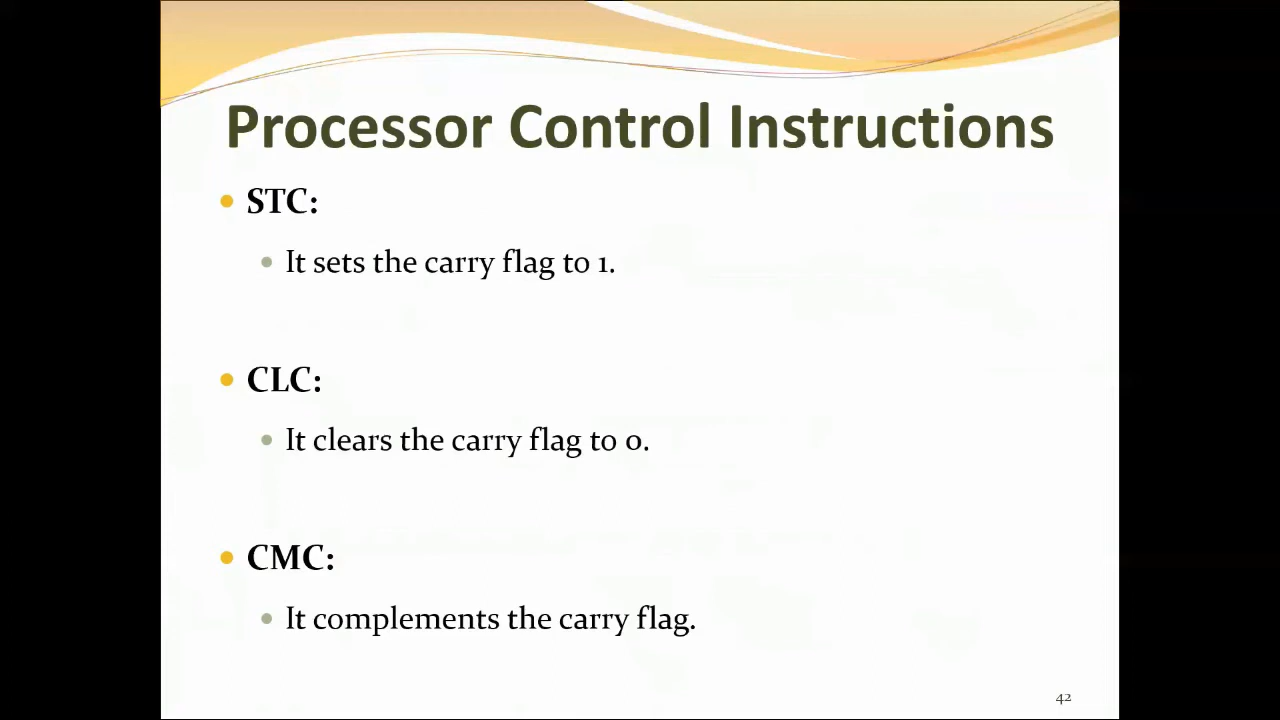 Processor Control Instructions
• STC:
• It sets the carry flag to 1.
• CLC:
• It clears the carry flag to 0.
• CMC:
• It complements the carry flag.
42